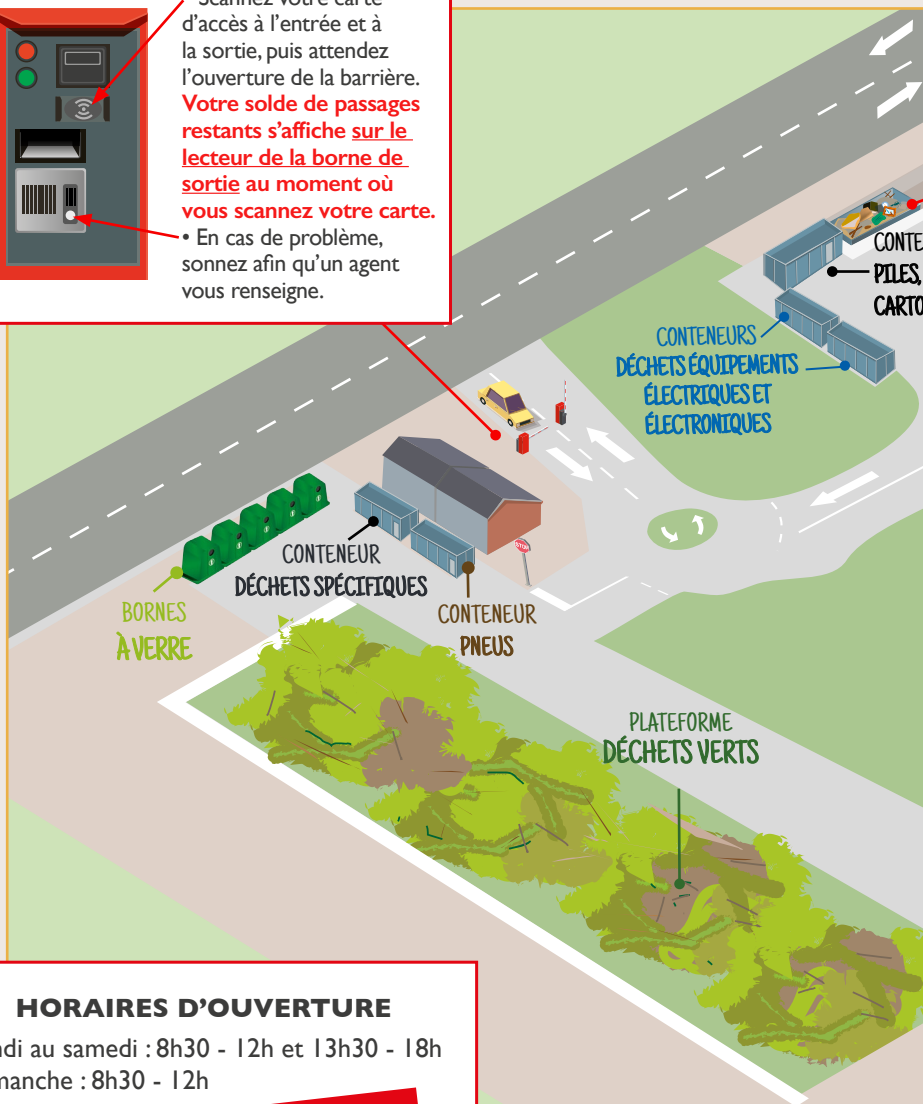 • Scannez votre carte
d'accès à l'entrée et à
la sortie, puis attendez
l'ouverture de la barrière.
Votre solde de passages
restants s'affiche sur le
lecteur de la borne de
sortie au moment où
vous scannez votre carte.
• En cas de problème,
sonnez afin qu'un agent
vous renseigne.
PILES,
CONTENEURS
DÉCHETS ÉQUIPEMENTS
ÉLECTRIQUES ET
ÉLECTRONIQUES
STOP
CONTENEUR
DÉCHETS SPÉCIFIQUES
CONTENEUR
PNEUS
BORNES
À VERRE
PLATEFORME
DÉCHETS VERTS
HORAIRES D'OUVERTURE
au samedi : 8h30 - 12h et 13h30 - 18h
: 8h30 - 12h